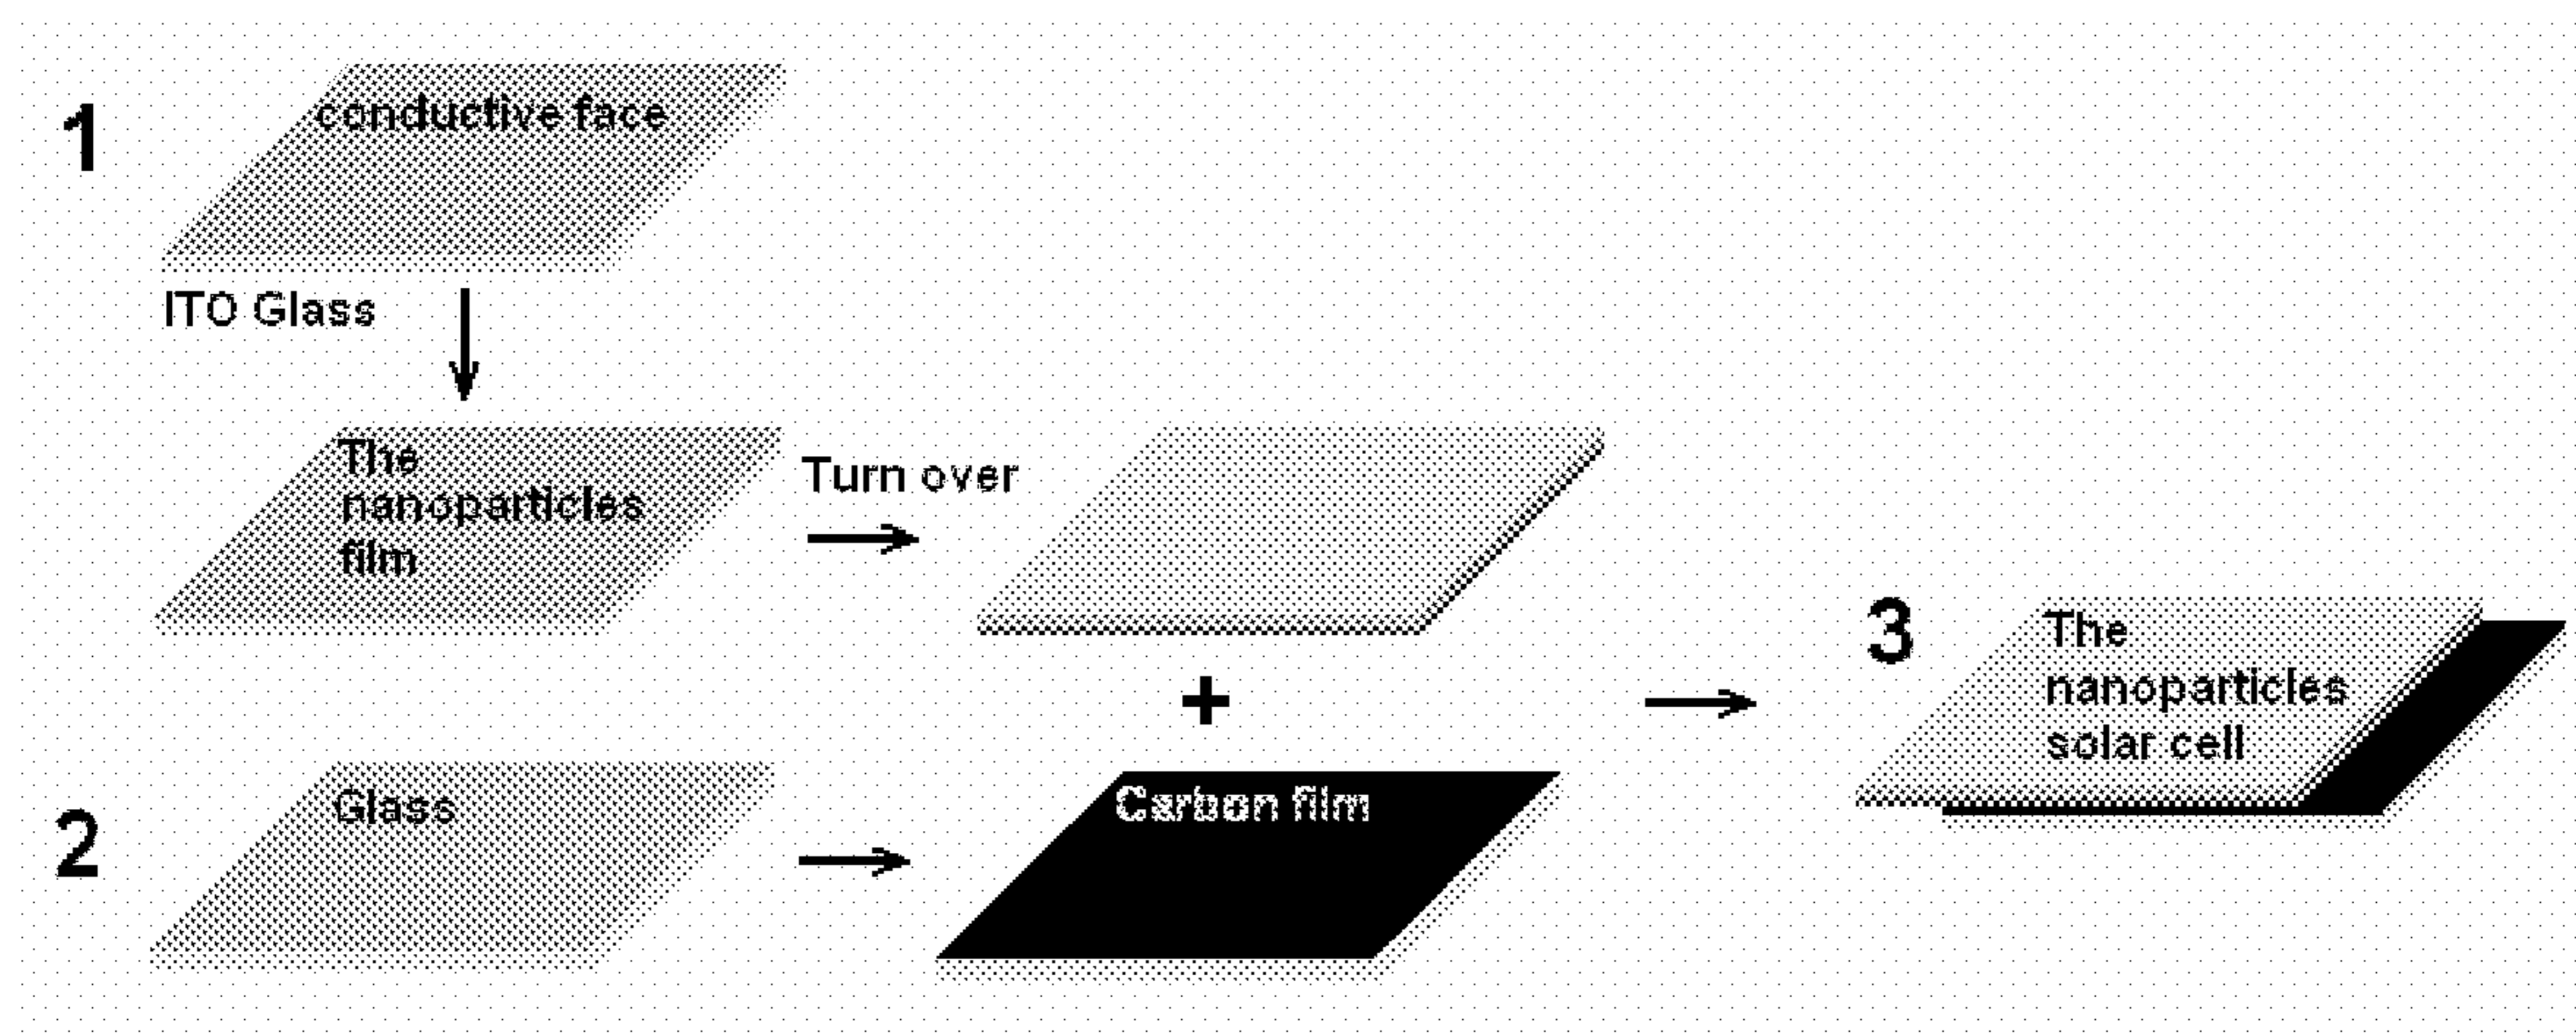 1
conductive face
ITO Glass
The
nanoparticles
film
Turn over
+
2
Glass
Carbon film
3
The
nanoparticles
solar cell